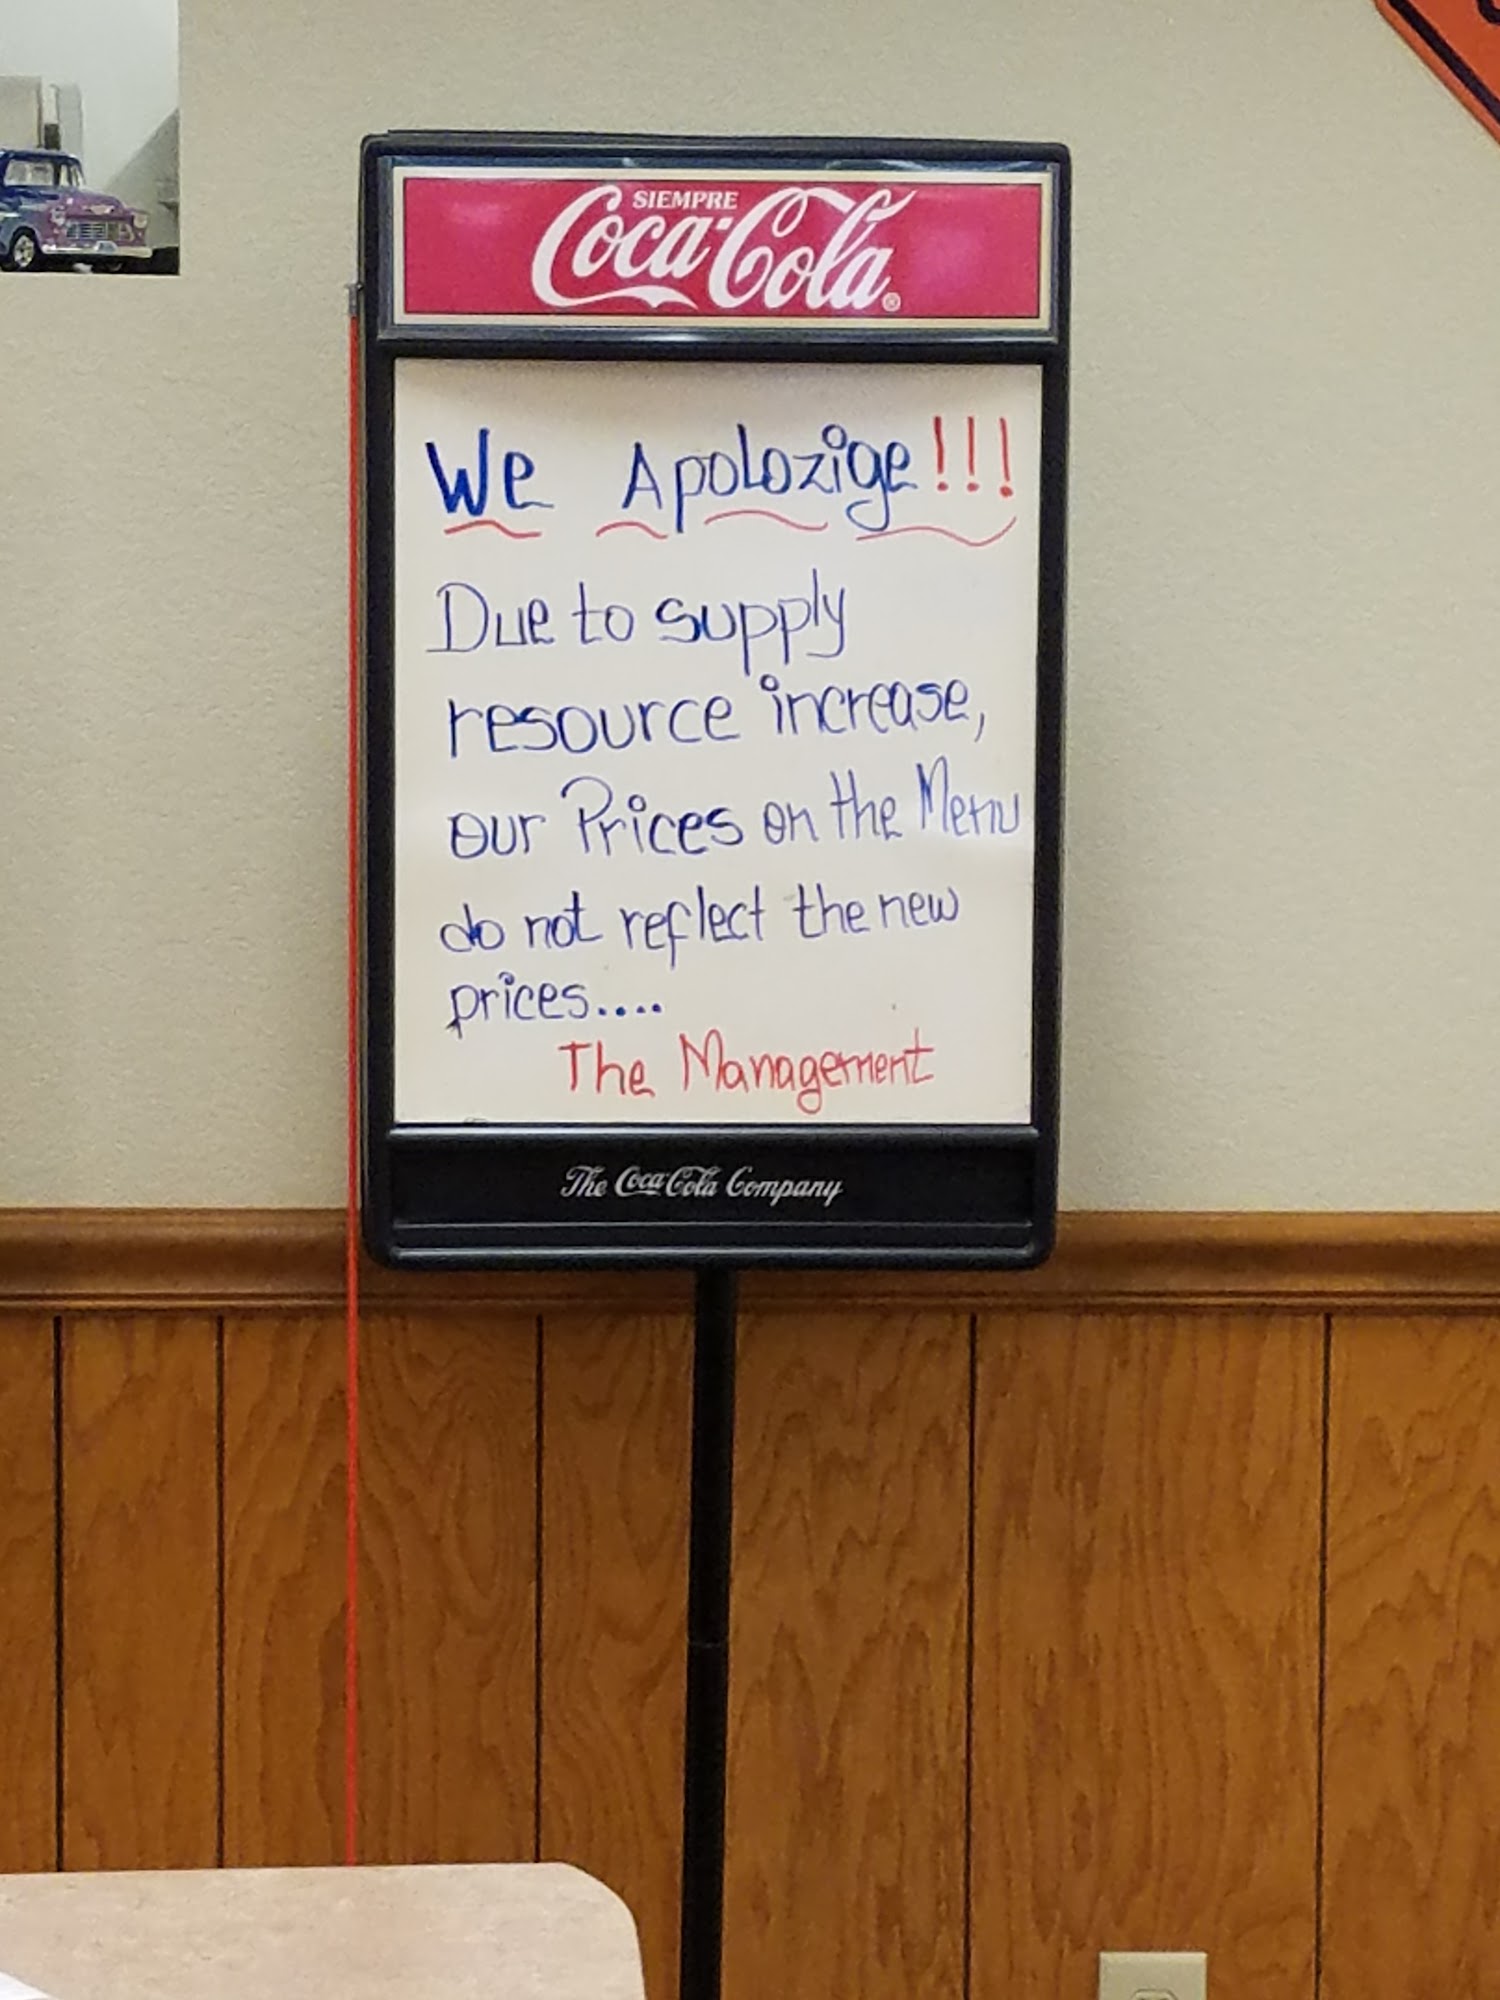 SIEMPRE
Coca-Cola®
We Apolozige!!!
Due to supply
resource increase,
our Prices on the Menu
do not reflect the new
prices....
The Management
The Coca-Cola Company